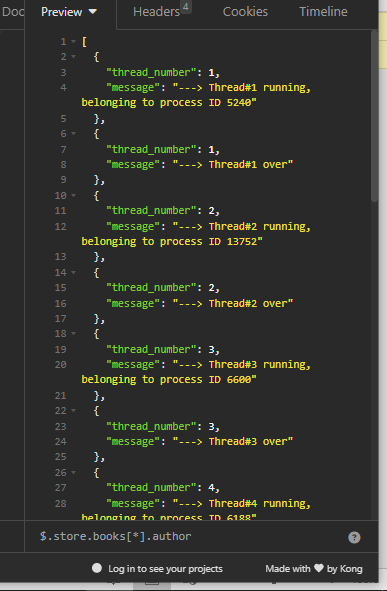 Doc Preview Headers 4 Cookies Timeline
1 [
2 {
3 "thread_number": 1,
4 "message": "---> Thread#1 running,
belonging to process ID 5240"
5 },
6 {
7 "thread_number": 1,
8 "message": "---> Thread#1 over"
9 },
10 {
11 "thread_number": 2,
12 "message": "---> Thread#2 running,
belonging to process ID 13752"
13 },
14 {
15 "thread_number": 2,
16 "message": "---> Thread#2 over"
17 },
18 {
19 "thread_number": 3,
20 "message": "---> Thread#3 running,
belonging to process ID 6600"
21 },
22 {
23 "thread_number": 3,
24 "message": "---> Thread#3 over"
25 },
26 {
27 "thread_number": 4,
28 "message": "---> Thread#4 running,
belonging to process ID 6188"
$.store.books[*].author ?
Log in to see your projects Made with ♥ by Kong